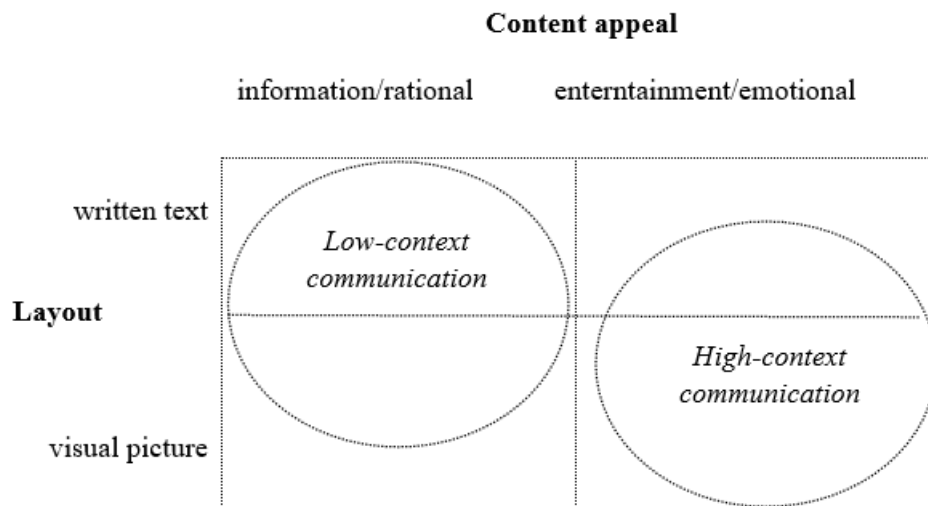 Content appeal
information/rational enterntainment/emotional
written text
Low-context
communication
Layout
High-context
communication
visual picture